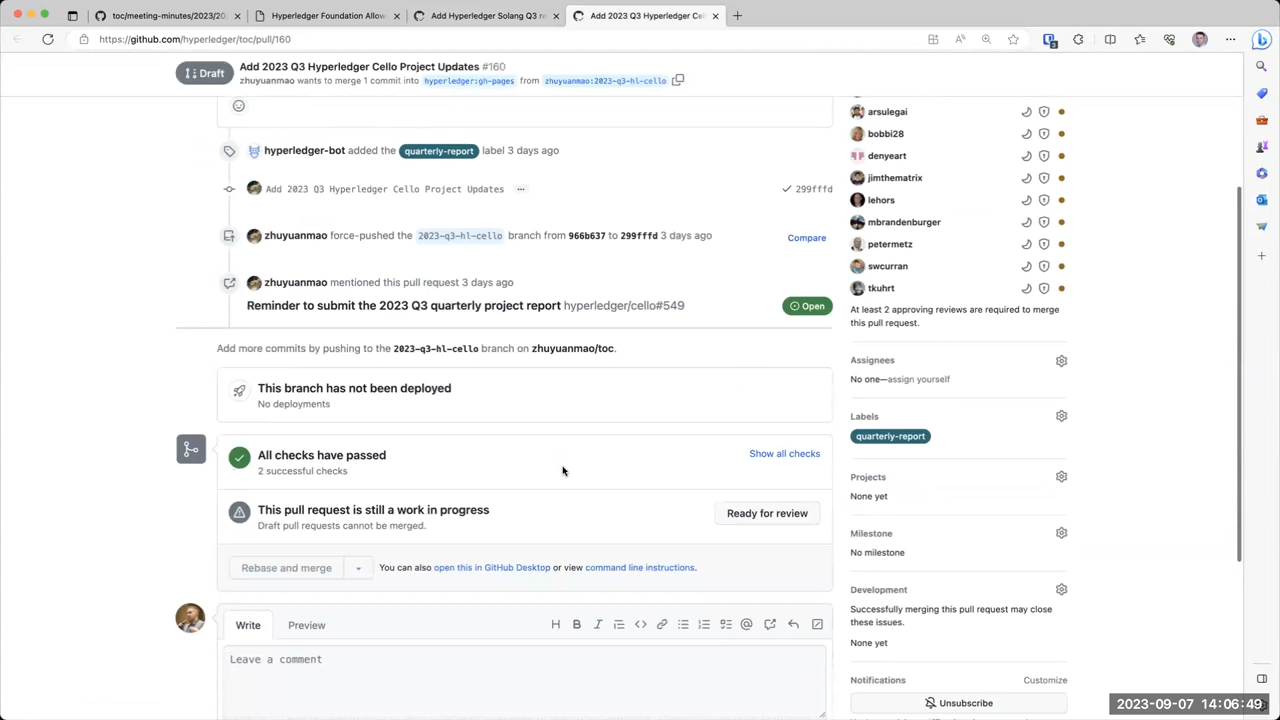 toc/meeting-minutes/2023/20
Hyperledger Foundation Allow
Add Hyperledger Solang Q3 re
Add 2023 Q3 Hyperledger Cel
https://github.com/hyperledger/toc/pull/160
Draft
Add 2023 Q3 Hyperledger Cello Project Updates #160
zhuyuanmao wants to merge 1 commit into hyperledger:gh-pages from zhuyuanmao:2023-q3-hl-cello
hyperledger-bot added the quarterly-report label 3 days ago
Add 2023 Q3 Hyperledger Cello Project Updates ...
299fffd
zhuyuanmao force-pushed the 2023-q3-hl-cello branch from 966b637 to 299fffd 3 days ago
Compare
zhuyuanmao mentioned this pull request 3 days ago
Reminder to submit the 2023 Q3 quarterly project report hyperledger/cello#549
Open
Add more commits by pushing to the 2023-q3-hl-cello branch on zhuyuanmao/toc.
This branch has not been deployed
No deployments
All checks have passed
2 successful checks
Show all checks
This pull request is still a work in progress
Draft pull requests cannot be merged.
Ready for review
Rebase and merge
You can also open this in GitHub Desktop or view command line instructions.
Write
Preview
Leave a comment
arsulegai
bobbi28
denyeart
jimthematrix
lehors
mbrandenburger
petermetz
swcurran
tkuhrt
At least 2 approving reviews are required to merge
this pull request.
Assignees
No one—assign yourself
Labels
quarterly-report
Projects
None yet
Milestone
No milestone
Development
Successfully merging this pull request may close
these issues.
None yet
Notifications
Customize
Unsubscribe
2023-09-07 14:06:49